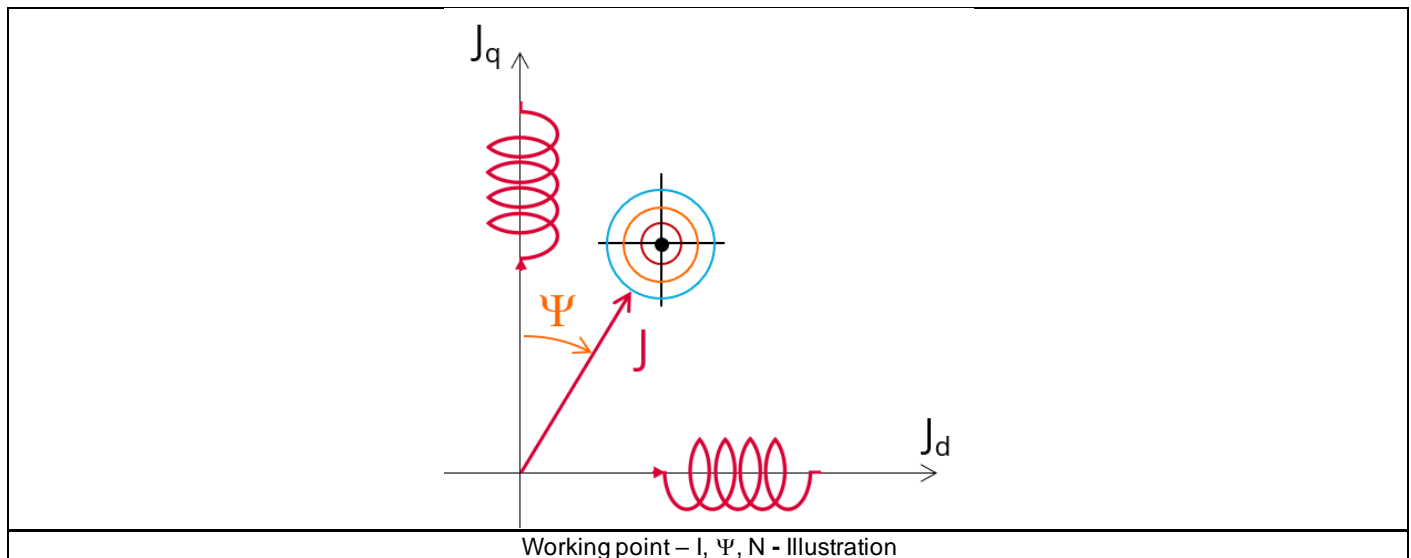 Jq
Ψ
J
Jd
Working point – I, Ψ, N - Illustration